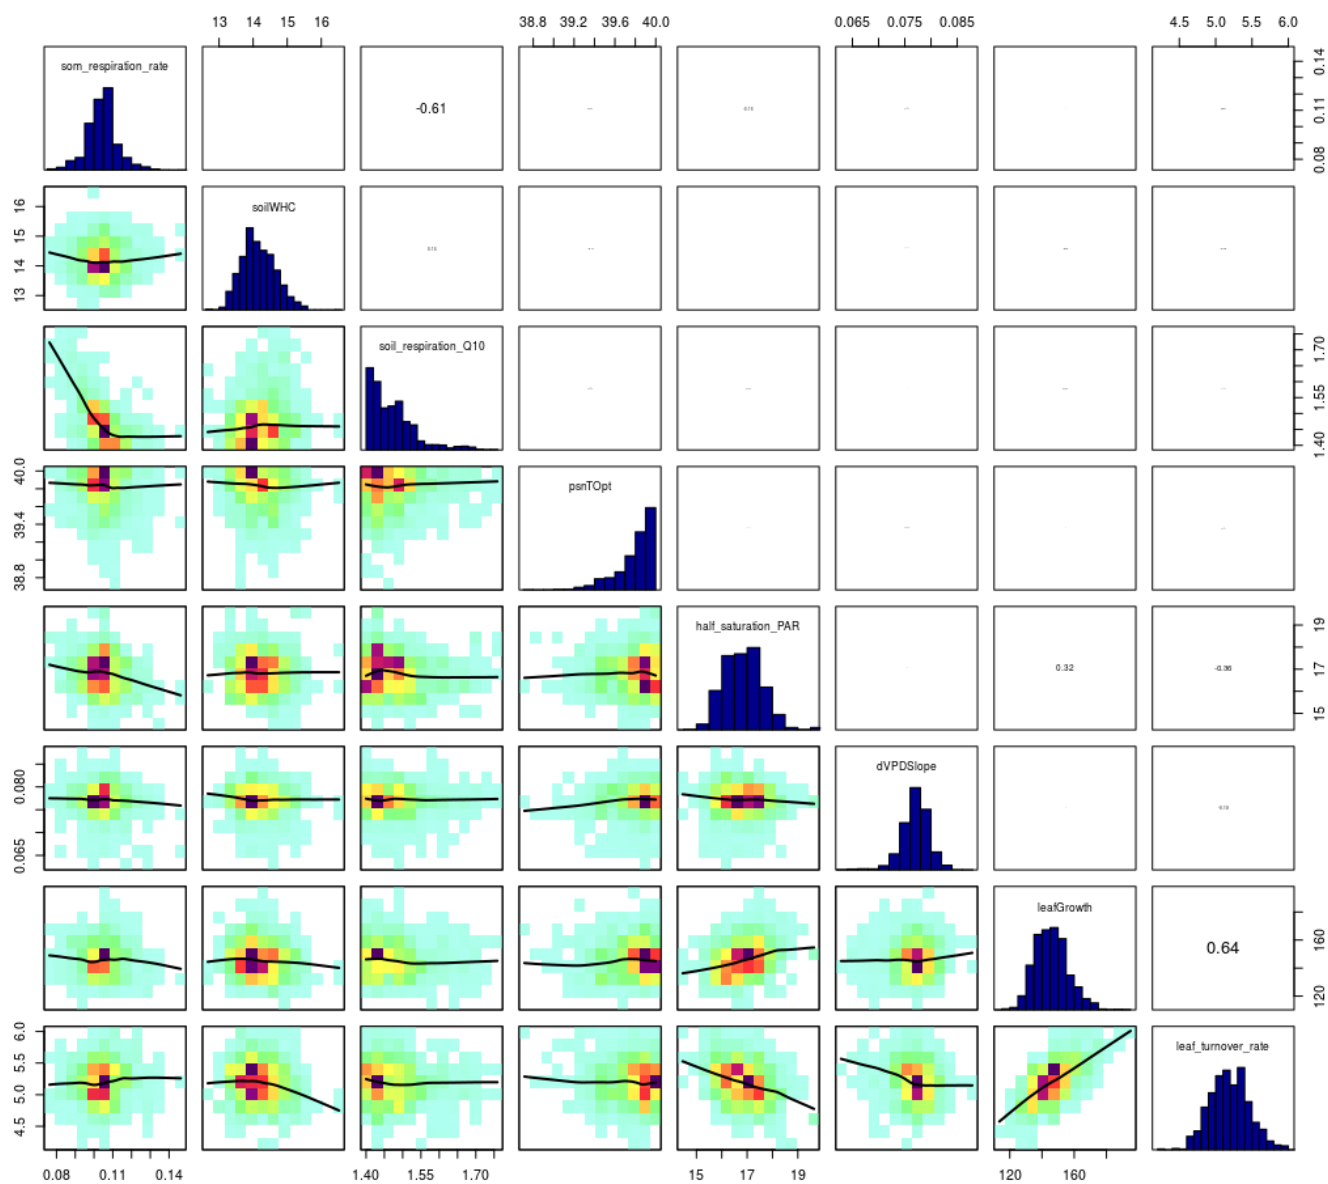 13 14 15 16
38.8 39.2 39.6 40.0
0.065 0.075 0.085
4.5 5.0 5.5 6.0
som_respiration_rate
-0.61
0.08 0.11 0.14
13 14 15 16
soilWHC
soil_respiration_Q10
1.40 1.55 1.70
38.8 39.4 40.0
psnTOpt
half_saturation_PAR
0.32
-0.36
15 17 19
0.065 0.080
dVPDSlope
leafGrowth
0.64
120 160
4.5 5.0 5.5 6.0
leaf_turnover_rate
0.08 0.11 0.14
1.40 1.55 1.70
15 17 19
120 160